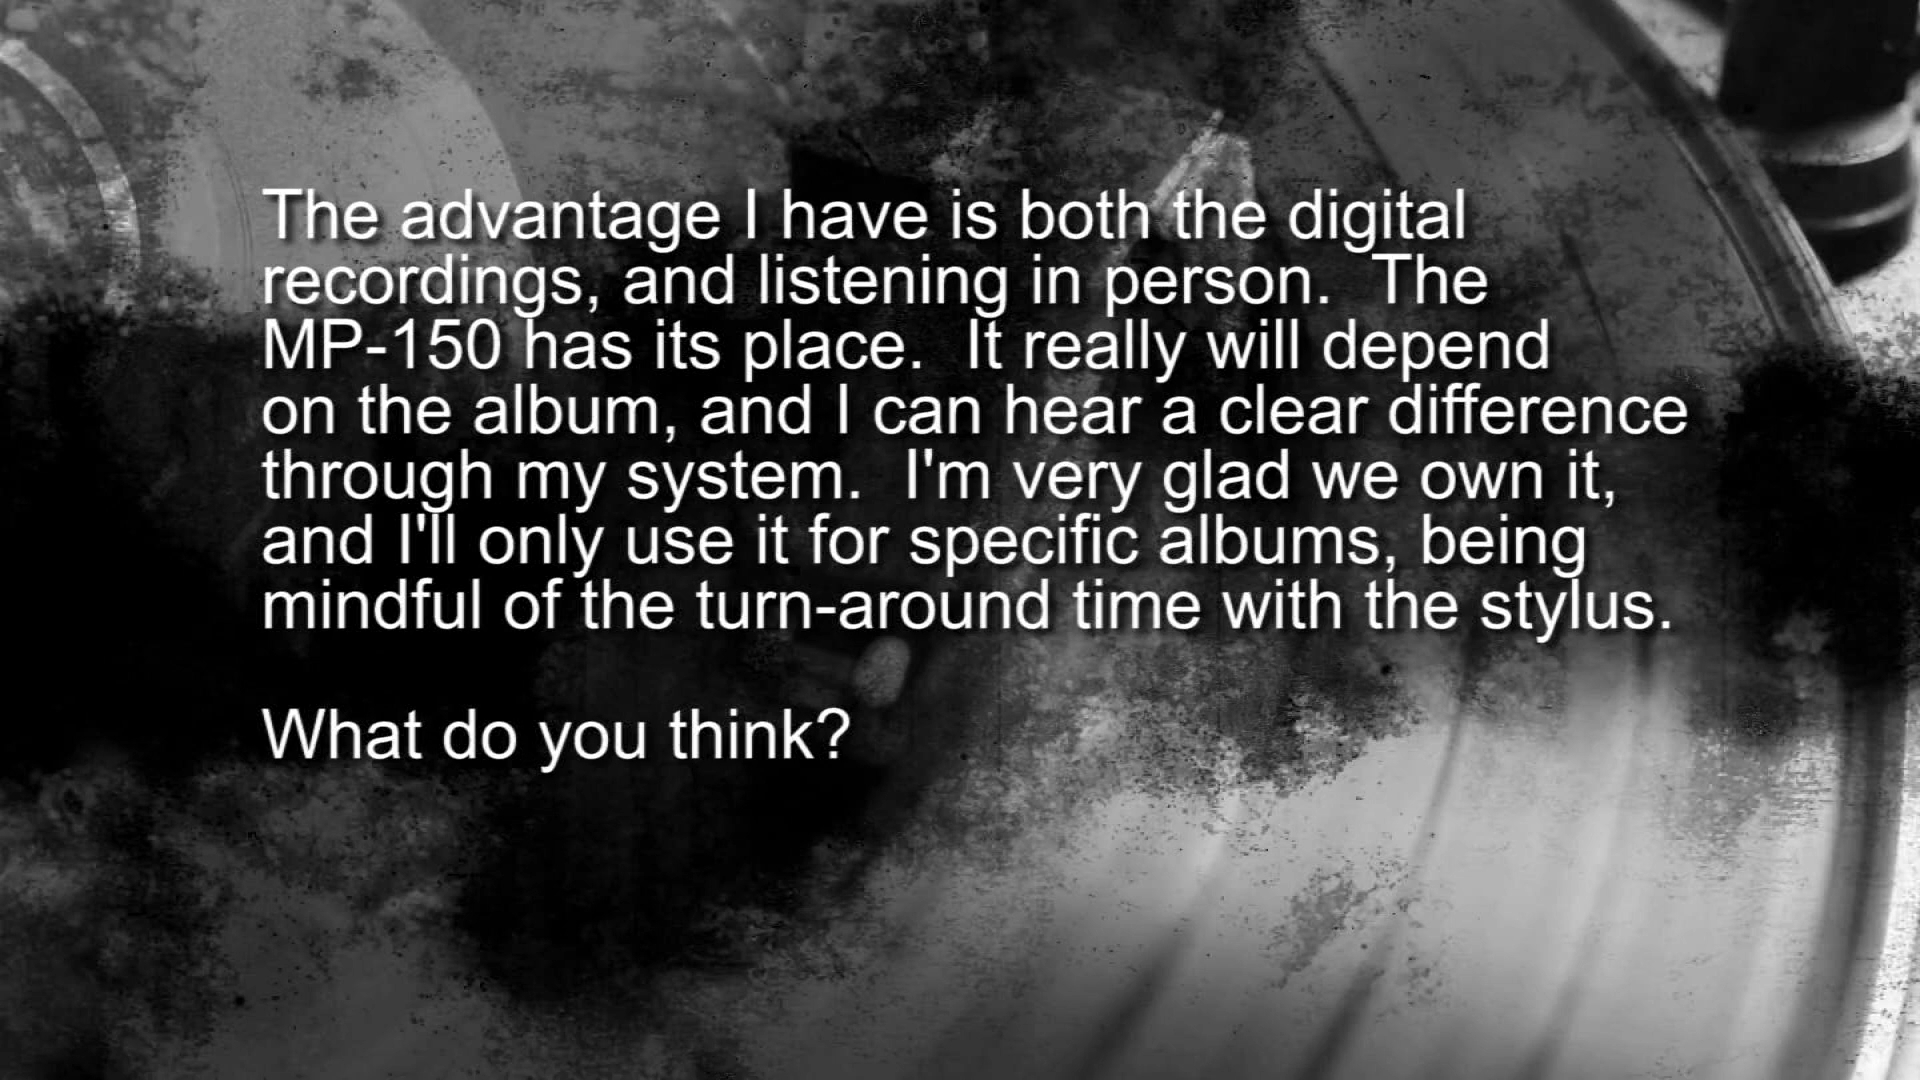 The advantage I have is both the digital
recordings, and listening in person.  The
MP-150 has its place.  It really will depend
on the album, and I can hear a clear difference
through my system.  I'm very glad we own it,
and I'll only use it for specific albums, being
mindful of the turn-around time with the stylus.
What do you think?